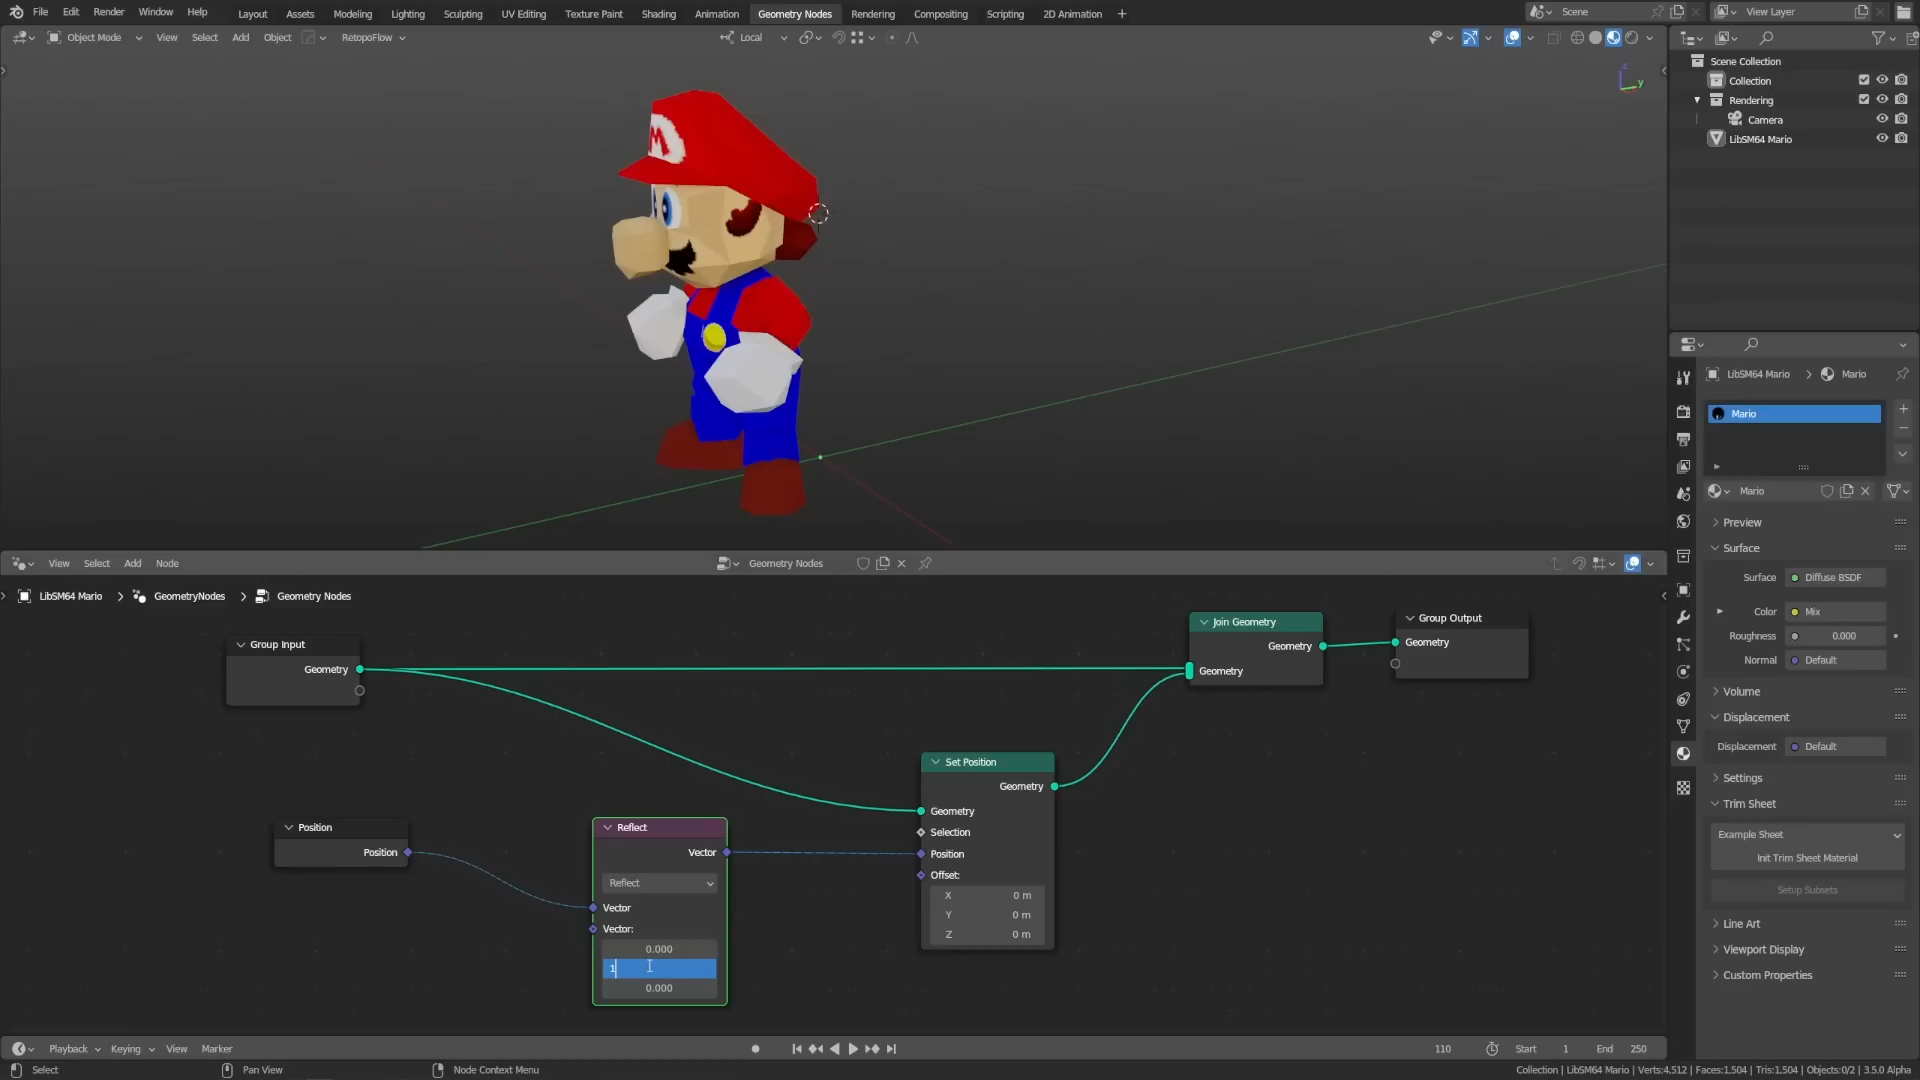 File Edit Render Window Help
Layout Assets Modeling Lighting Sculpting UV Editing Texture Paint Shading Animation Geometry Nodes Rendering Compositing Scripting 2D Animation +
Scene
View Layer
Object Mode View Select Add Object RetopoFlow
Local
Scene Collection
Collection
Rendering
Camera
LibSM64 Mario
Z
Y
M
LibSM64 Mario > Mario
Mario
Mario
Preview
Surface
Surface Diffuse BSDF
Color Mix
Roughness 0.000
Normal Default
Volume
Displacement
Displacement Default
Settings
Trim Sheet
Example Sheet
Init Trim Sheet Material
Setup Subsets
Line Art
Viewport Display
Custom Properties
View Select Add Node
Geometry Nodes
LibSM64 Mario > GeometryNodes > Geometry Nodes
Group Input
Geometry
Join Geometry
Geometry
Geometry
Group Output
Geometry
Set Position
Geometry
Geometry
Selection
Position
Offset:
X 0 m
Y 0 m
Z 0 m
Position
Position
Reflect
Vector
Reflect
Vector
Vector:
0.000
1
0.000
Playback Keying View Marker
110 Start 1 End 250
Select Pan View Node Context Menu
Collection | LibSM64 Mario | Verts:4,512 | Faces:1,504 | Tris:1,504 | Objects:0/2 | 3.5.0 Alpha